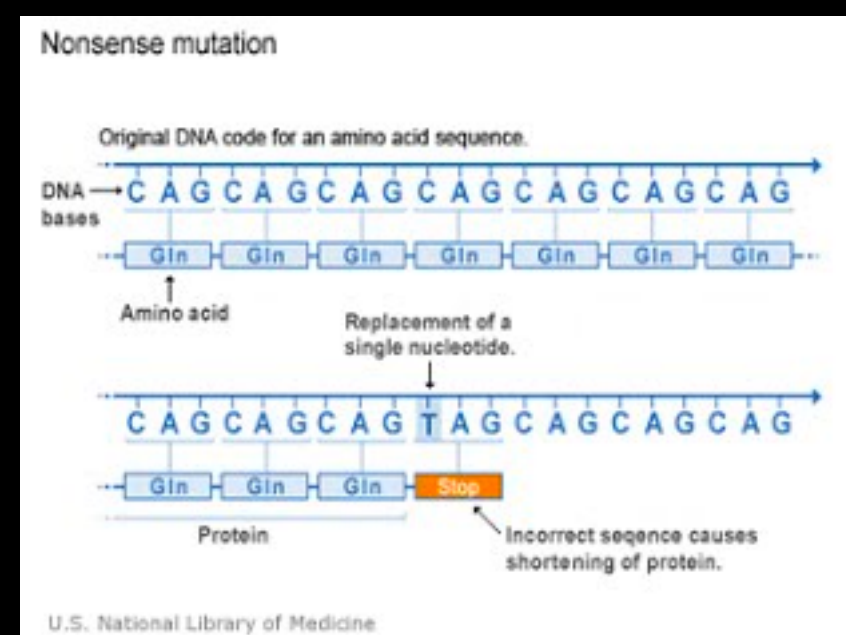 Nonsense mutation
Original DNA code for an amino acid sequence.
DNA bases
C A G C A G C A G C A G C A G C A G C A G
Gln Gln Gln Gln Gln Gln Gln
Amino acid
Replacement of a
single nucleotide.
C A G C A G C A G T A G C A G C A G C A G
Gln Gln Gln Stop
Protein
Incorrect seqence causes
shortening of protein.
U.S. National Library of Medicine